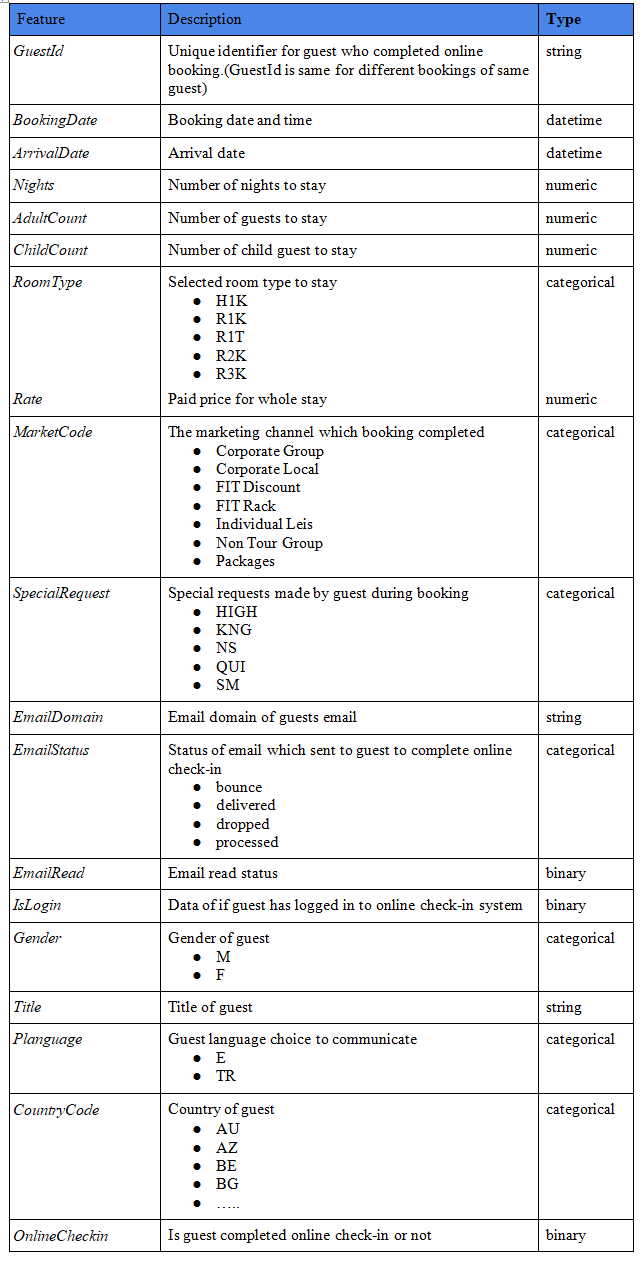 Feature Description Type
GuestId Unique identifier for guest who completed online string
booking.(GuestId is same for different bookings of same
guest)
BookingDate Booking date and time datetime
ArrivalDate Arrival date datetime
Nights Number of nights to stay numeric
AdultCount Number of guests to stay numeric
ChildCount Number of child guest to stay numeric
RoomType Selected room type to stay categorical
● H1K
● R1K
● R1T
● R2K
● R3K
Rate Paid price for whole stay numeric
MarketCode The marketing channel which booking completed categorical
● Corporate Group
● Corporate Local
● FIT Discount
● FIT Rack
● Individual Leis
● Non Tour Group
● Packages
SpecialRequest Special requests made by guest during booking categorical
● HIGH
● KNG
● NS
● QUI
● SM
EmailDomain Email domain of guests email string
EmailStatus Status of email which sent to guest to complete online categorical
check-in
● bounce
● delivered
● dropped
● processed
EmailRead Email read status binary
IsLogin Data of if guest has logged in to online check-in system binary
Gender Gender of guest categorical
● M
● F
Title Title of guest string
Planguage Guest language choice to communicate categorical
● E
● TR
CountryCode Country of guest categorical
● AU
● AZ
● BE
● BG
● …..
OnlineCheckin Is guest completed online check-in or not binary